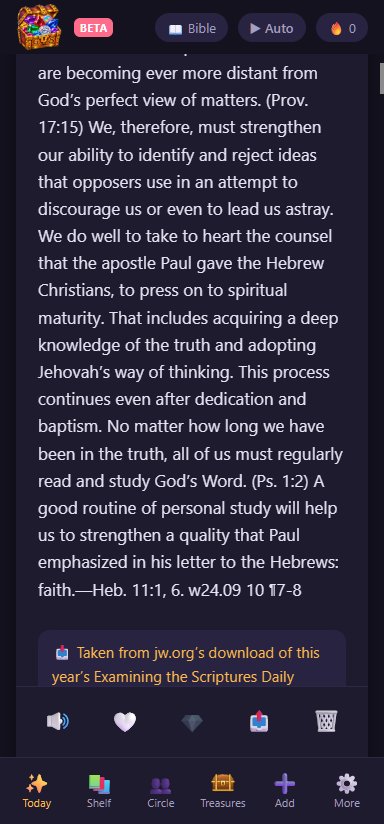 BETA
Bible
Auto
0
are becoming ever more distant from
God’s perfect view of matters. (Prov.
17:15) We, therefore, must strengthen
our ability to identify and reject ideas
that opposers use in an attempt to
discourage us or even to lead us astray.
We do well to take to heart the counsel
that the apostle Paul gave the Hebrew
Christians, to press on to spiritual
maturity. That includes acquiring a deep
knowledge of the truth and adopting
Jehovah’s way of thinking. This process
continues even after dedication and
baptism. No matter how long we have
been in the truth, all of us must regularly
read and study God’s Word. (Ps. 1:2) A
good routine of personal study will help
us to strengthen a quality that Paul
emphasized in his letter to the Hebrews:
faith.—Heb. 11:1, 6. w24.09 10 ¶7-8
Taken from jw.org’s download of this
year’s Examining the Scriptures Daily
Today
Shelf
Circle
Treasures
Add
More